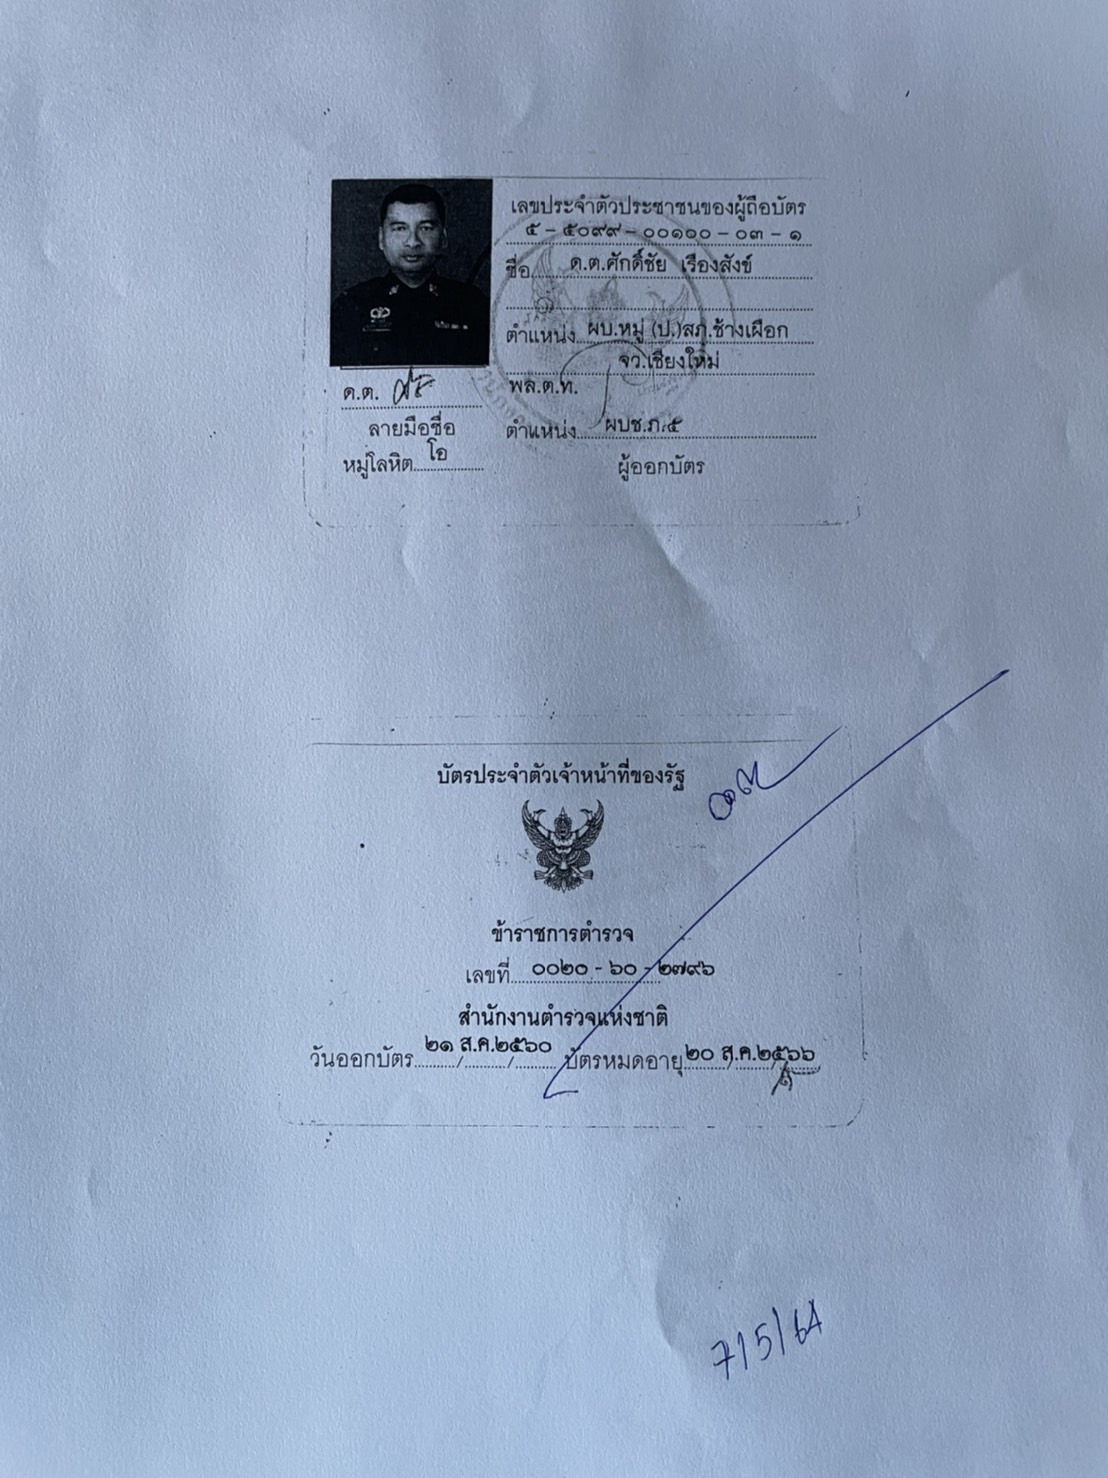 เลขประจำตัวประชาชนของผู้ถือบัตร
๕ - ๕๐๙๙ - ๐๐๑๐๐ - ๐๓ - ๑
ชื่อ ด.ต.ศักดิ์ชัย เรืองสังข์
ตำแหน่ง ผบ.หมู่ (ป.)สภ.ช้างเผือก
จว.เชียงใหม่
ด.ต.
พล.ต.ท.
ลายมือชื่อ
ตำแหน่ง ผบช.ภ.๕
หมู่โลหิต โอ
ผู้ออกบัตร
บัตรประจำตัวเจ้าหน้าที่ของรัฐ
ข้าราชการตำรวจ
เลขที่ ๐๐๒๐ - ๖๐ - ๒๗๙๖
สำนักงานตำรวจแห่งชาติ
วันออกบัตร ๒๑ ส.ค.๒๕๖๐ บัตรหมดอายุ ๒๐ ส.ค.๒๕๖๖
7/5/64